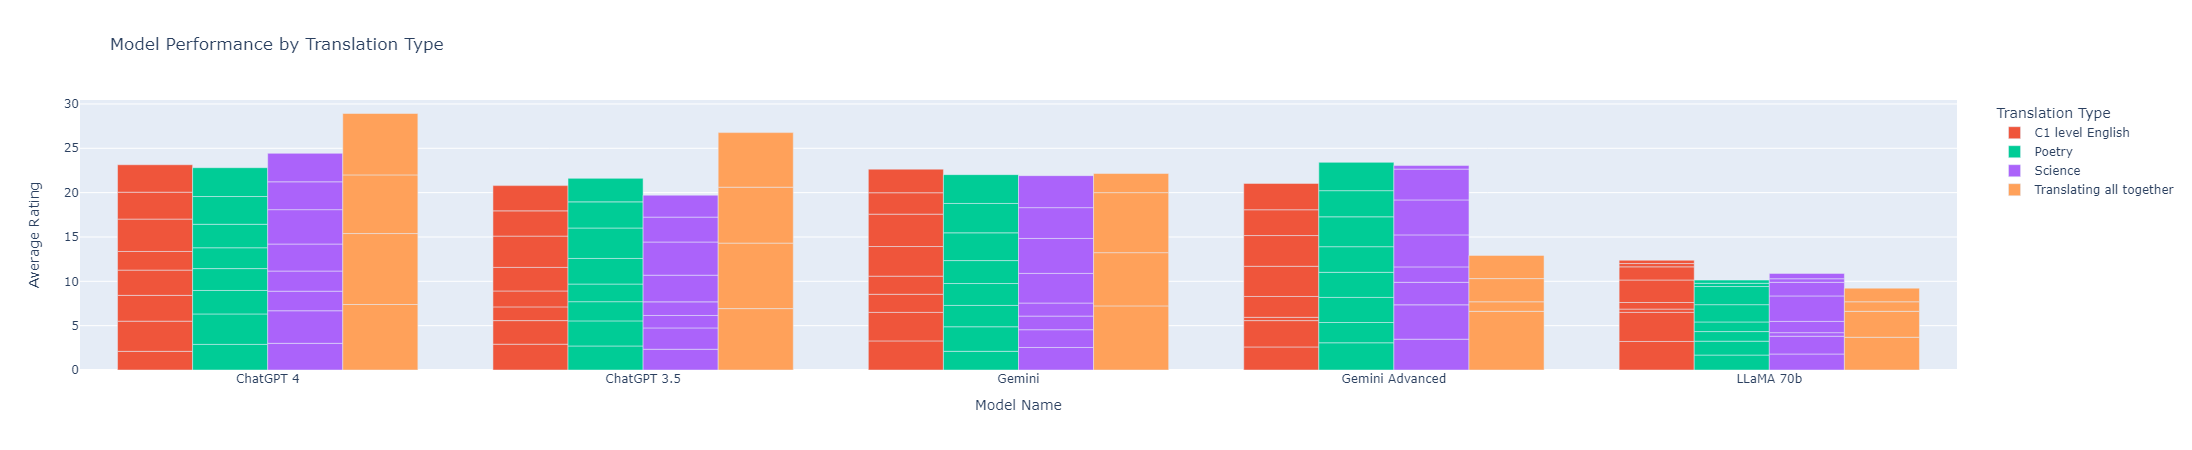 Model Performance by Translation Type
30
25
20
15
10
5
0
Average Rating
ChatGPT 4
ChatGPT 3.5
Gemini
Gemini Advanced
LLaMA 70b
Model Name
Translation Type
C1 level English
Poetry
Science
Translating all together